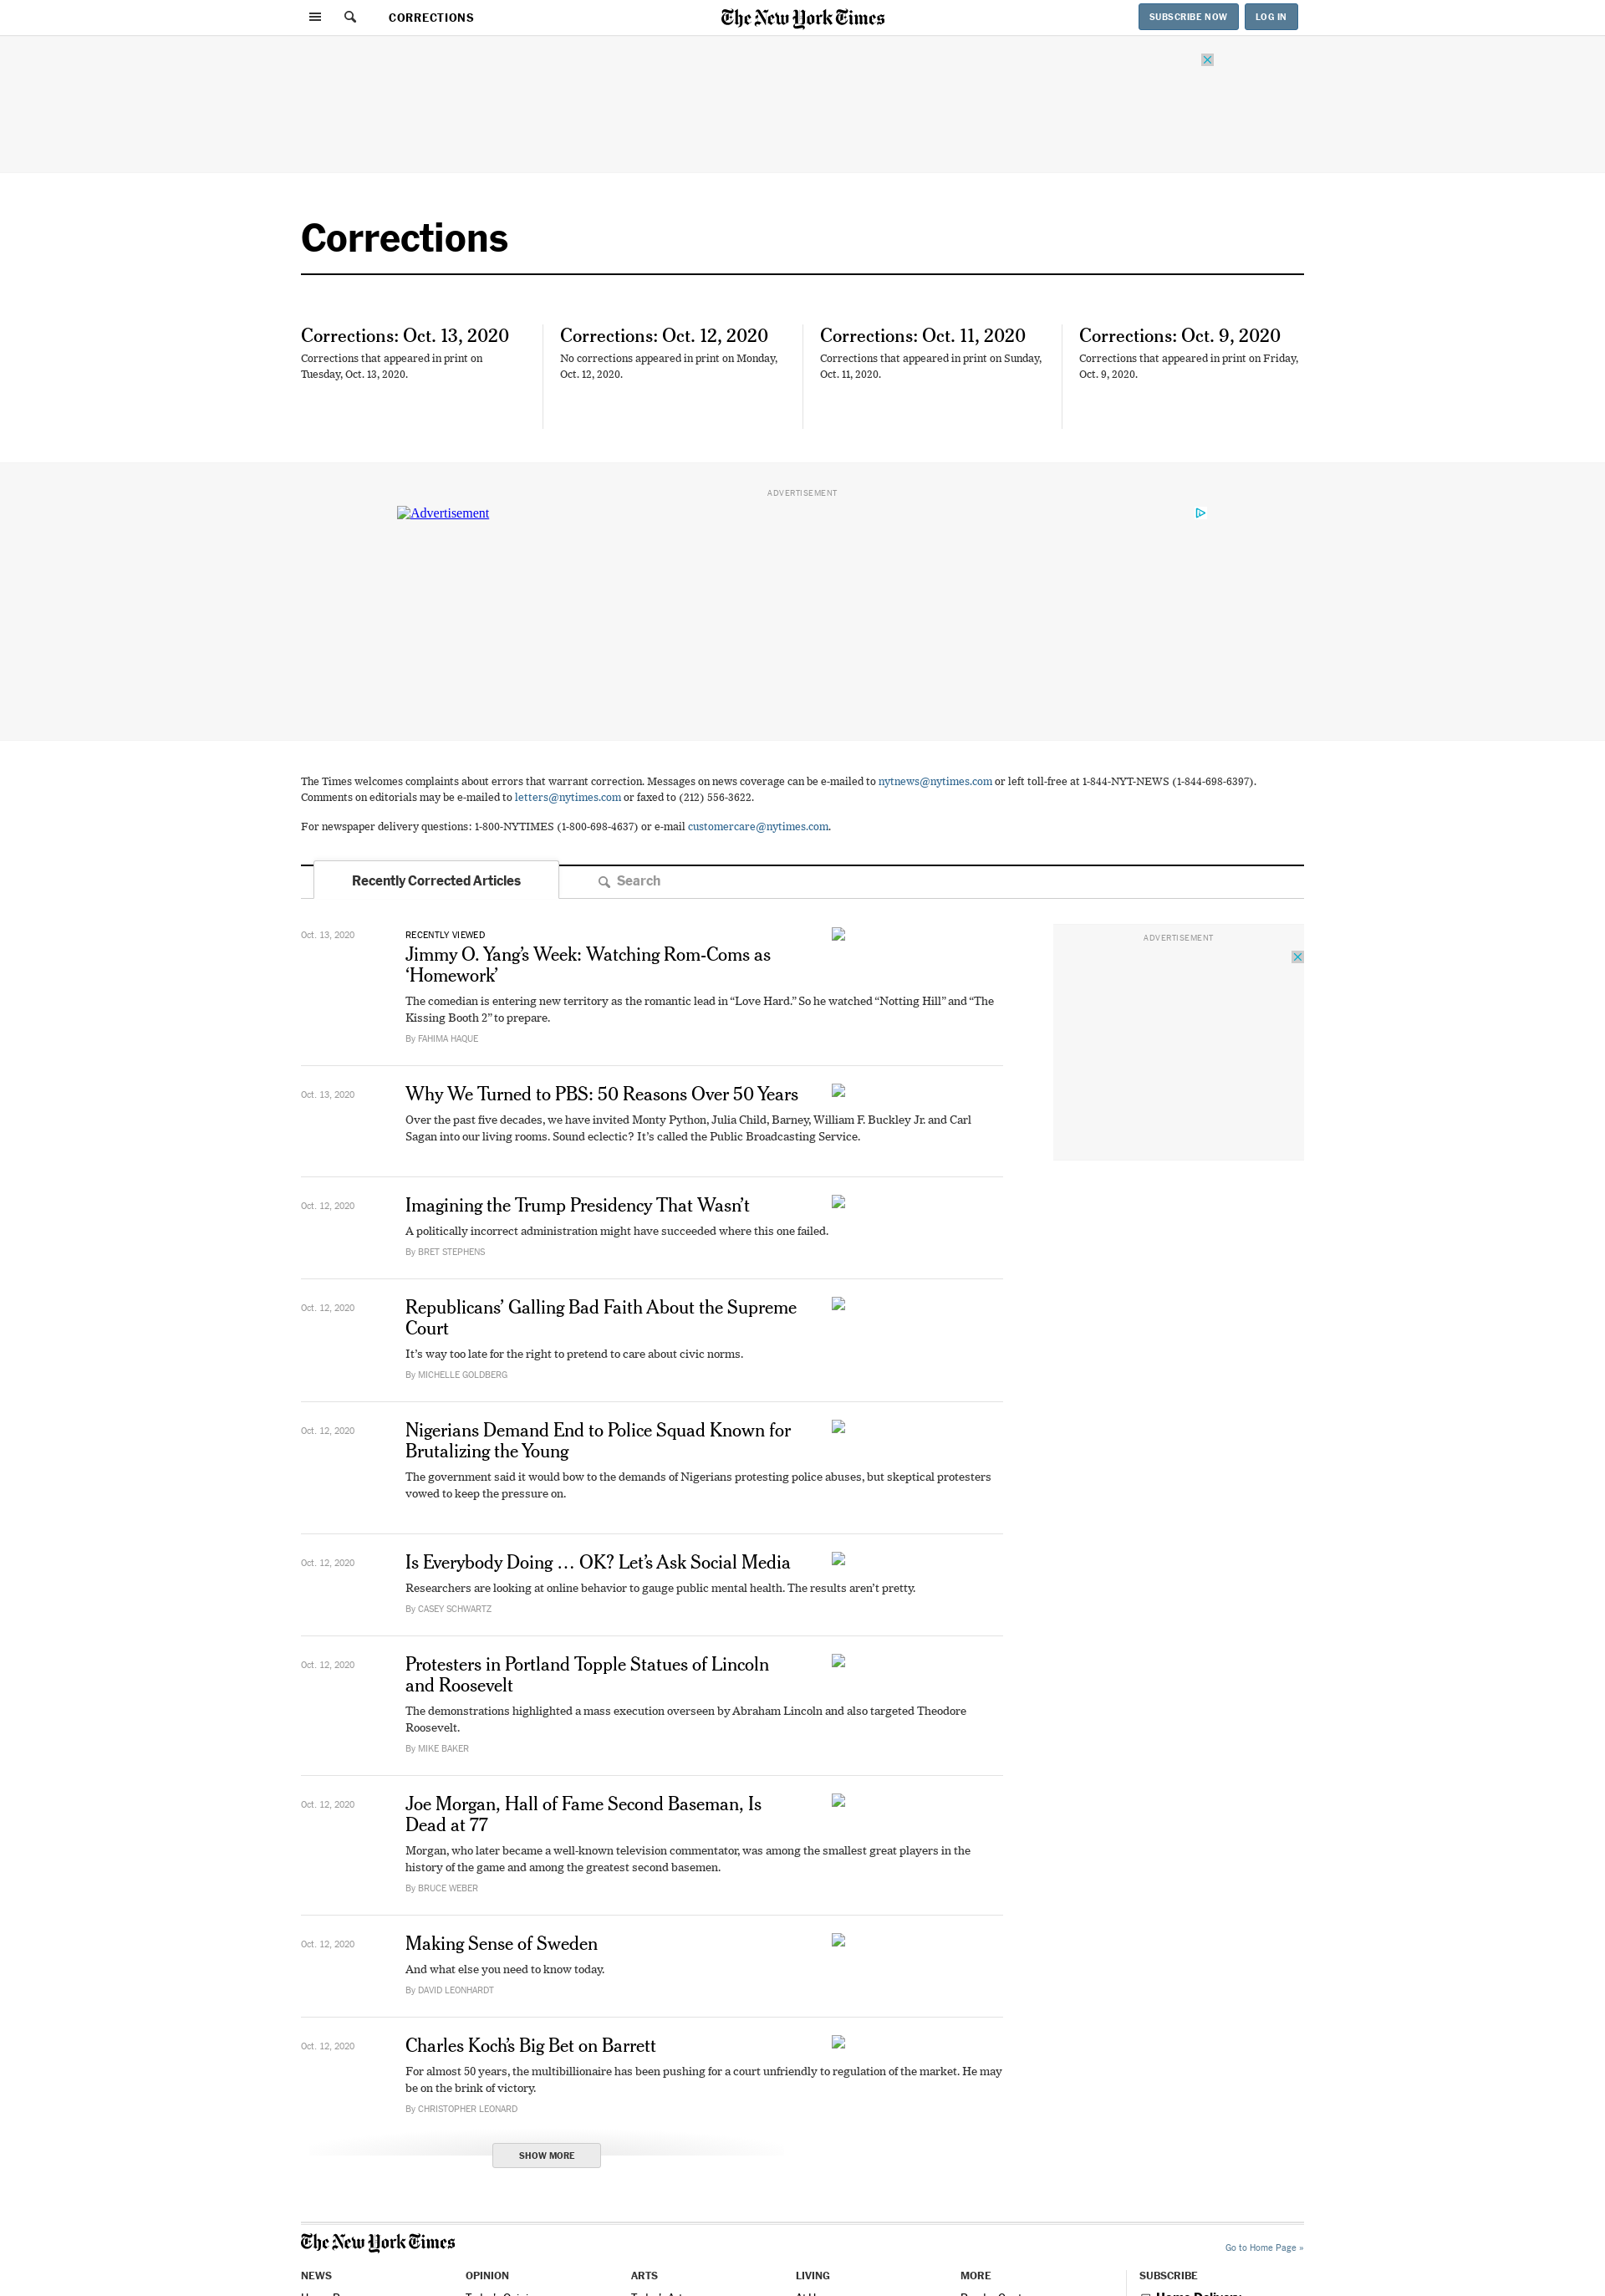 CORRECTIONS
The New York Times
SUBSCRIBE NOW
LOG IN
Corrections
Corrections: Oct. 13, 2020
Corrections that appeared in print on
Tuesday, Oct. 13, 2020.
Corrections: Oct. 12, 2020
No corrections appeared in print on Monday,
Oct. 12, 2020.
Corrections: Oct. 11, 2020
Corrections that appeared in print on Sunday,
Oct. 11, 2020.
Corrections: Oct. 9, 2020
Corrections that appeared in print on Friday,
Oct. 9, 2020.
ADVERTISEMENT
Advertisement
The Times welcomes complaints about errors that warrant correction. Messages on news coverage can be e-mailed to nytnews@nytimes.com or left toll-free at 1-844-NYT-NEWS (1-844-698-6397).
Comments on editorials may be e-mailed to letters@nytimes.com or faxed to (212) 556-3622.
For newspaper delivery questions: 1-800-NYTIMES (1-800-698-4637) or e-mail customercare@nytimes.com.
Recently Corrected Articles
Search
ADVERTISEMENT
Oct. 13, 2020
RECENTLY VIEWED
Jimmy O. Yang’s Week: Watching Rom-Coms as
‘Homework’
The comedian is entering new territory as the romantic lead in “Love Hard.” So he watched “Notting Hill” and “The
Kissing Booth 2” to prepare.
By FAHIMA HAQUE
Oct. 13, 2020
Why We Turned to PBS: 50 Reasons Over 50 Years
Over the past five decades, we have invited Monty Python, Julia Child, Barney, William F. Buckley Jr. and Carl
Sagan into our living rooms. Sound eclectic? It’s called the Public Broadcasting Service.
Oct. 12, 2020
Imagining the Trump Presidency That Wasn’t
A politically incorrect administration might have succeeded where this one failed.
By BRET STEPHENS
Oct. 12, 2020
Republicans’ Galling Bad Faith About the Supreme
Court
It’s way too late for the right to pretend to care about civic norms.
By MICHELLE GOLDBERG
Oct. 12, 2020
Nigerians Demand End to Police Squad Known for
Brutalizing the Young
The government said it would bow to the demands of Nigerians protesting police abuses, but skeptical protesters
vowed to keep the pressure on.
Oct. 12, 2020
Is Everybody Doing … OK? Let’s Ask Social Media
Researchers are looking at online behavior to gauge public mental health. The results aren’t pretty.
By CASEY SCHWARTZ
Oct. 12, 2020
Protesters in Portland Topple Statues of Lincoln
and Roosevelt
The demonstrations highlighted a mass execution overseen by Abraham Lincoln and also targeted Theodore
Roosevelt.
By MIKE BAKER
Oct. 12, 2020
Joe Morgan, Hall of Fame Second Baseman, Is
Dead at 77
Morgan, who later became a well-known television commentator, was among the smallest great players in the
history of the game and among the greatest second basemen.
By BRUCE WEBER
Oct. 12, 2020
Making Sense of Sweden
And what else you need to know today.
By DAVID LEONHARDT
Oct. 12, 2020
Charles Koch’s Big Bet on Barrett
For almost 50 years, the multibillionaire has been pushing for a court unfriendly to regulation of the market. He may
be on the brink of victory.
By CHRISTOPHER LEONARD
SHOW MORE
The New York Times
Go to Home Page »
NEWS
OPINION
ARTS
LIVING
MORE
SUBSCRIBE